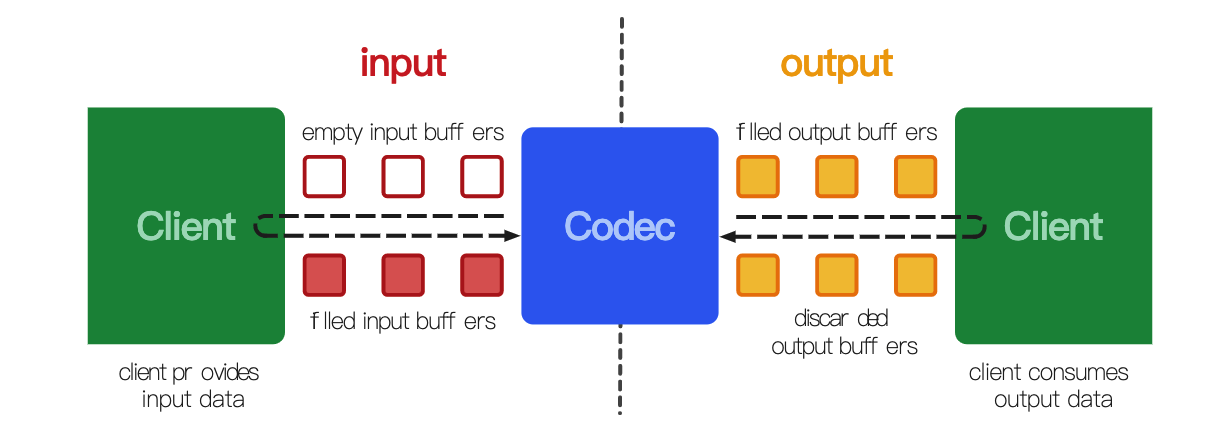 input
output
empty input buff ers
f lled output buff ers
Client
Codec
Client
f lled input buff ers
discar ded
output buff ers
client pr ovides
input data
client consumes
output data